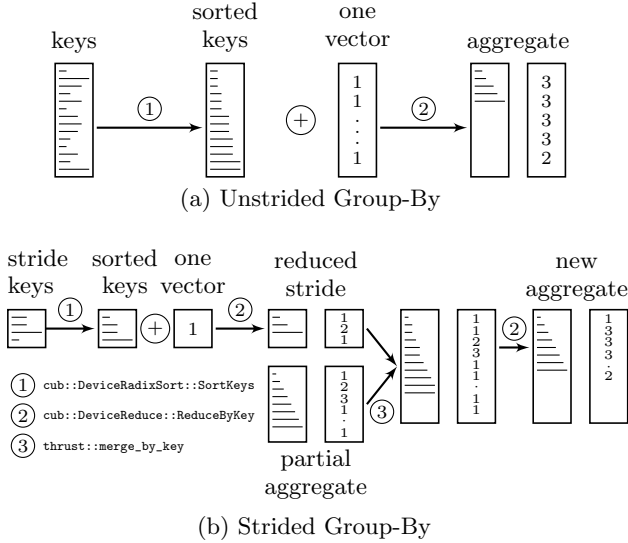 keys
sorted
keys
one
vector
aggregate
1
1
.
.
.
1
3
3
3
3
2
1
+
2
(a) Unstrided Group-By
stride
keys
sorted
keys
one
vector
reduced
stride
new
aggregate
1
+
1
2
1
2
1
1
1
2
3
1
1
.
1
1
2
1
3
3
3
.
2
1 cub::DeviceRadixSort::SortKeys
2 cub::DeviceReduce::ReduceByKey
3 thrust::merge_by_key
1
2
3
1
.
1
3
partial
aggregate
(b) Strided Group-By